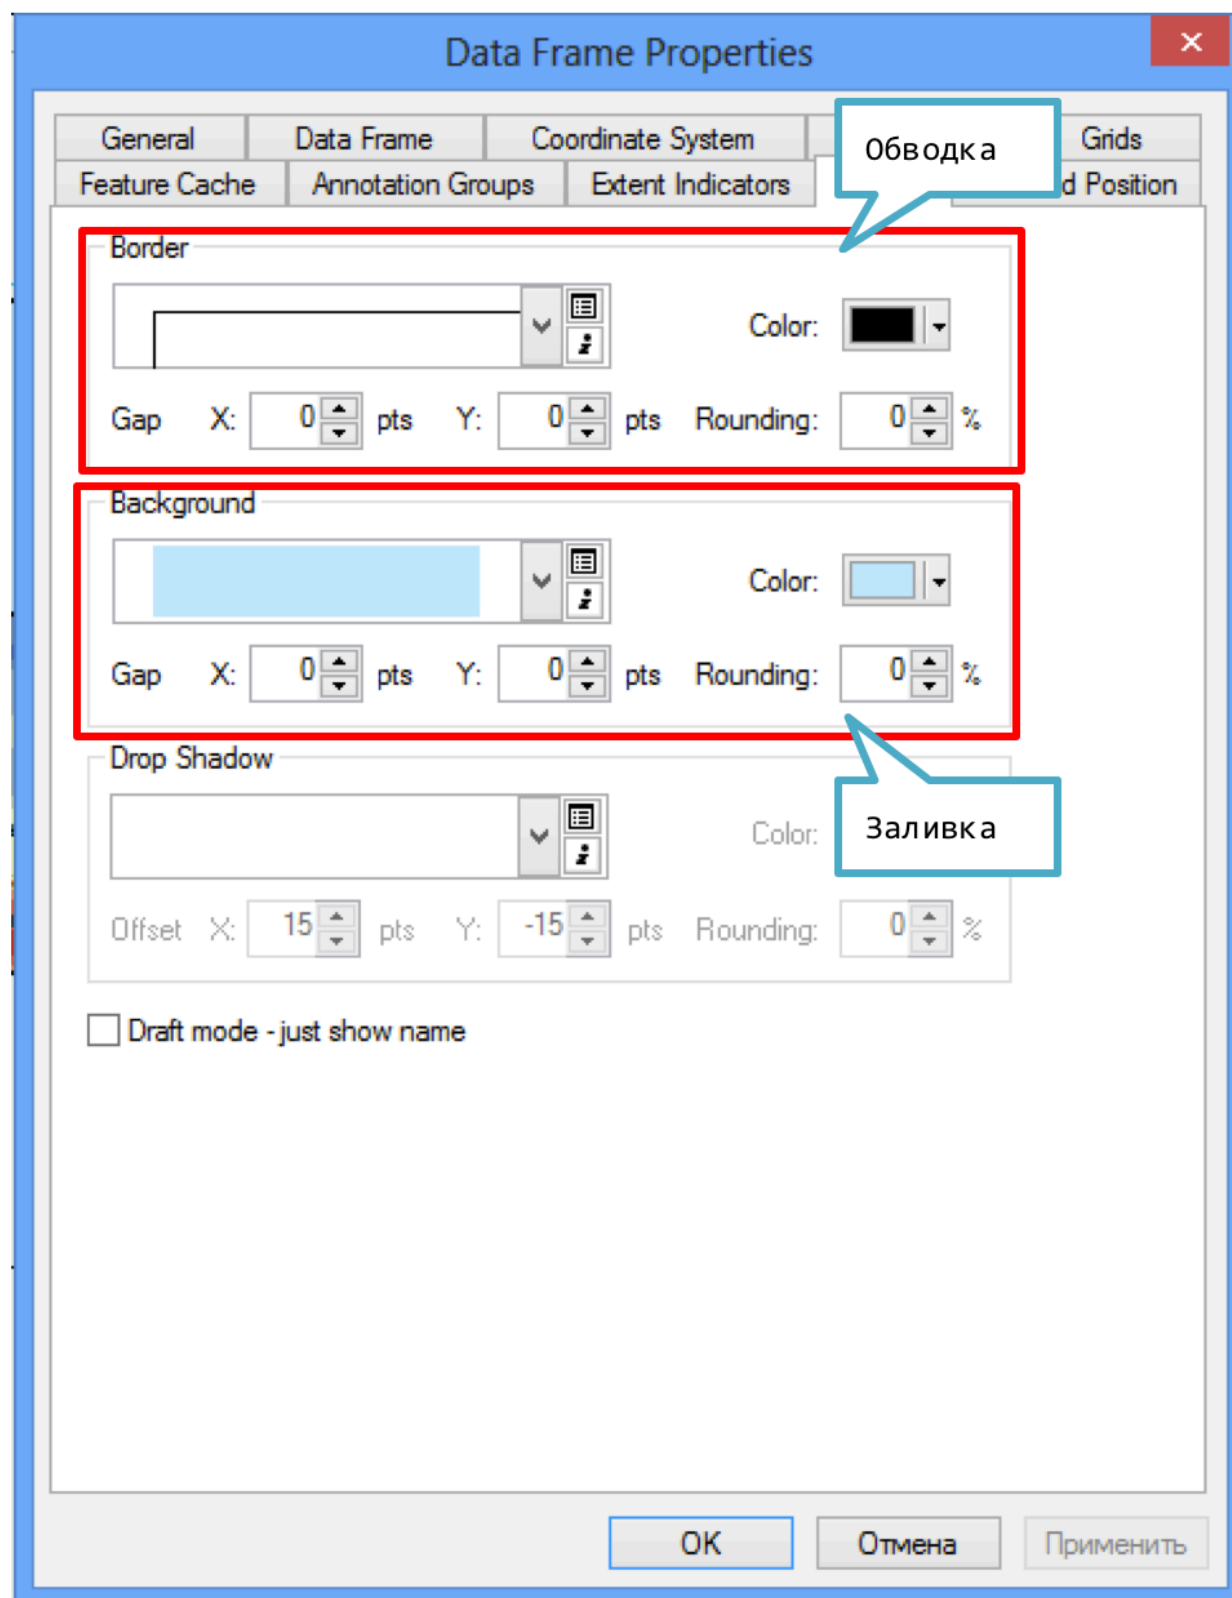 Data Frame Properties
General Data Frame Coordinate System Grids
Обводка
Feature Cache Annotation Groups Extent Indicators d Position
Border
Color:
Gap X: 0 pts Y: 0 pts Rounding: 0 %
Background
Color:
Gap X: 0 pts Y: 0 pts Rounding: 0 %
Drop Shadow
Color:
Заливка
Offset X: 15 pts Y: -15 pts Rounding: 0 %
Draft mode - just show name
OK Отмена Применить